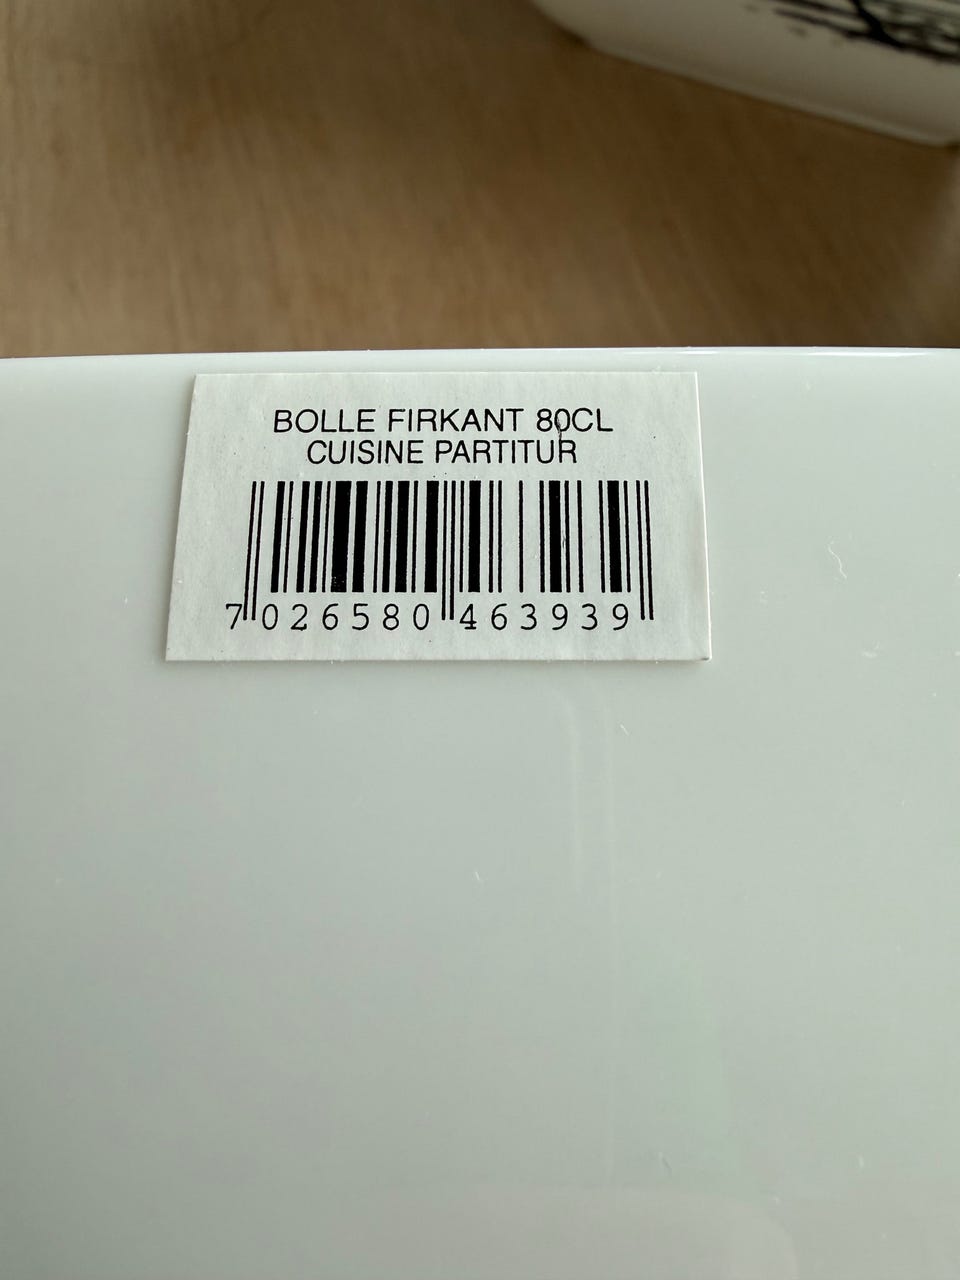 BOLLE FIRKANT 80CL
CUISINE PARTITUR
7 026580 463939